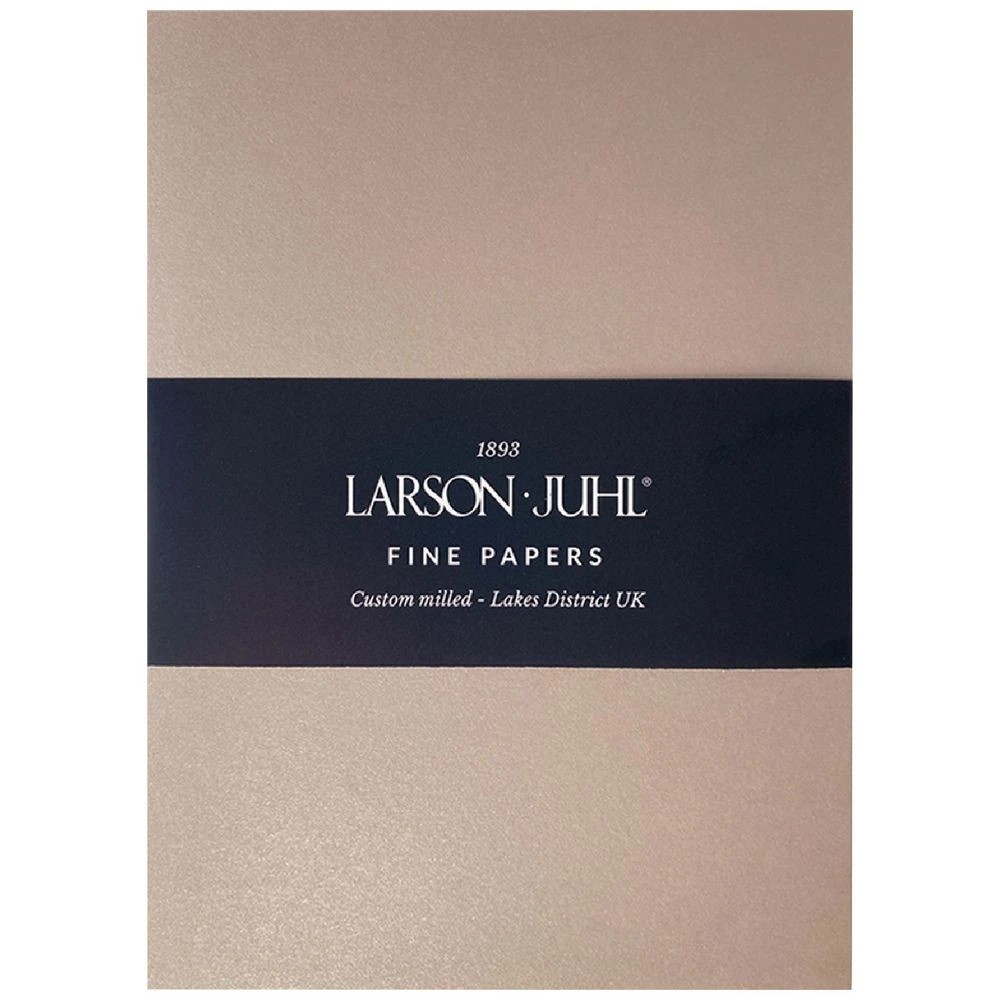 1893
LARSON·JUHL®
FINE PAPERS
Custom milled - Lakes District UK